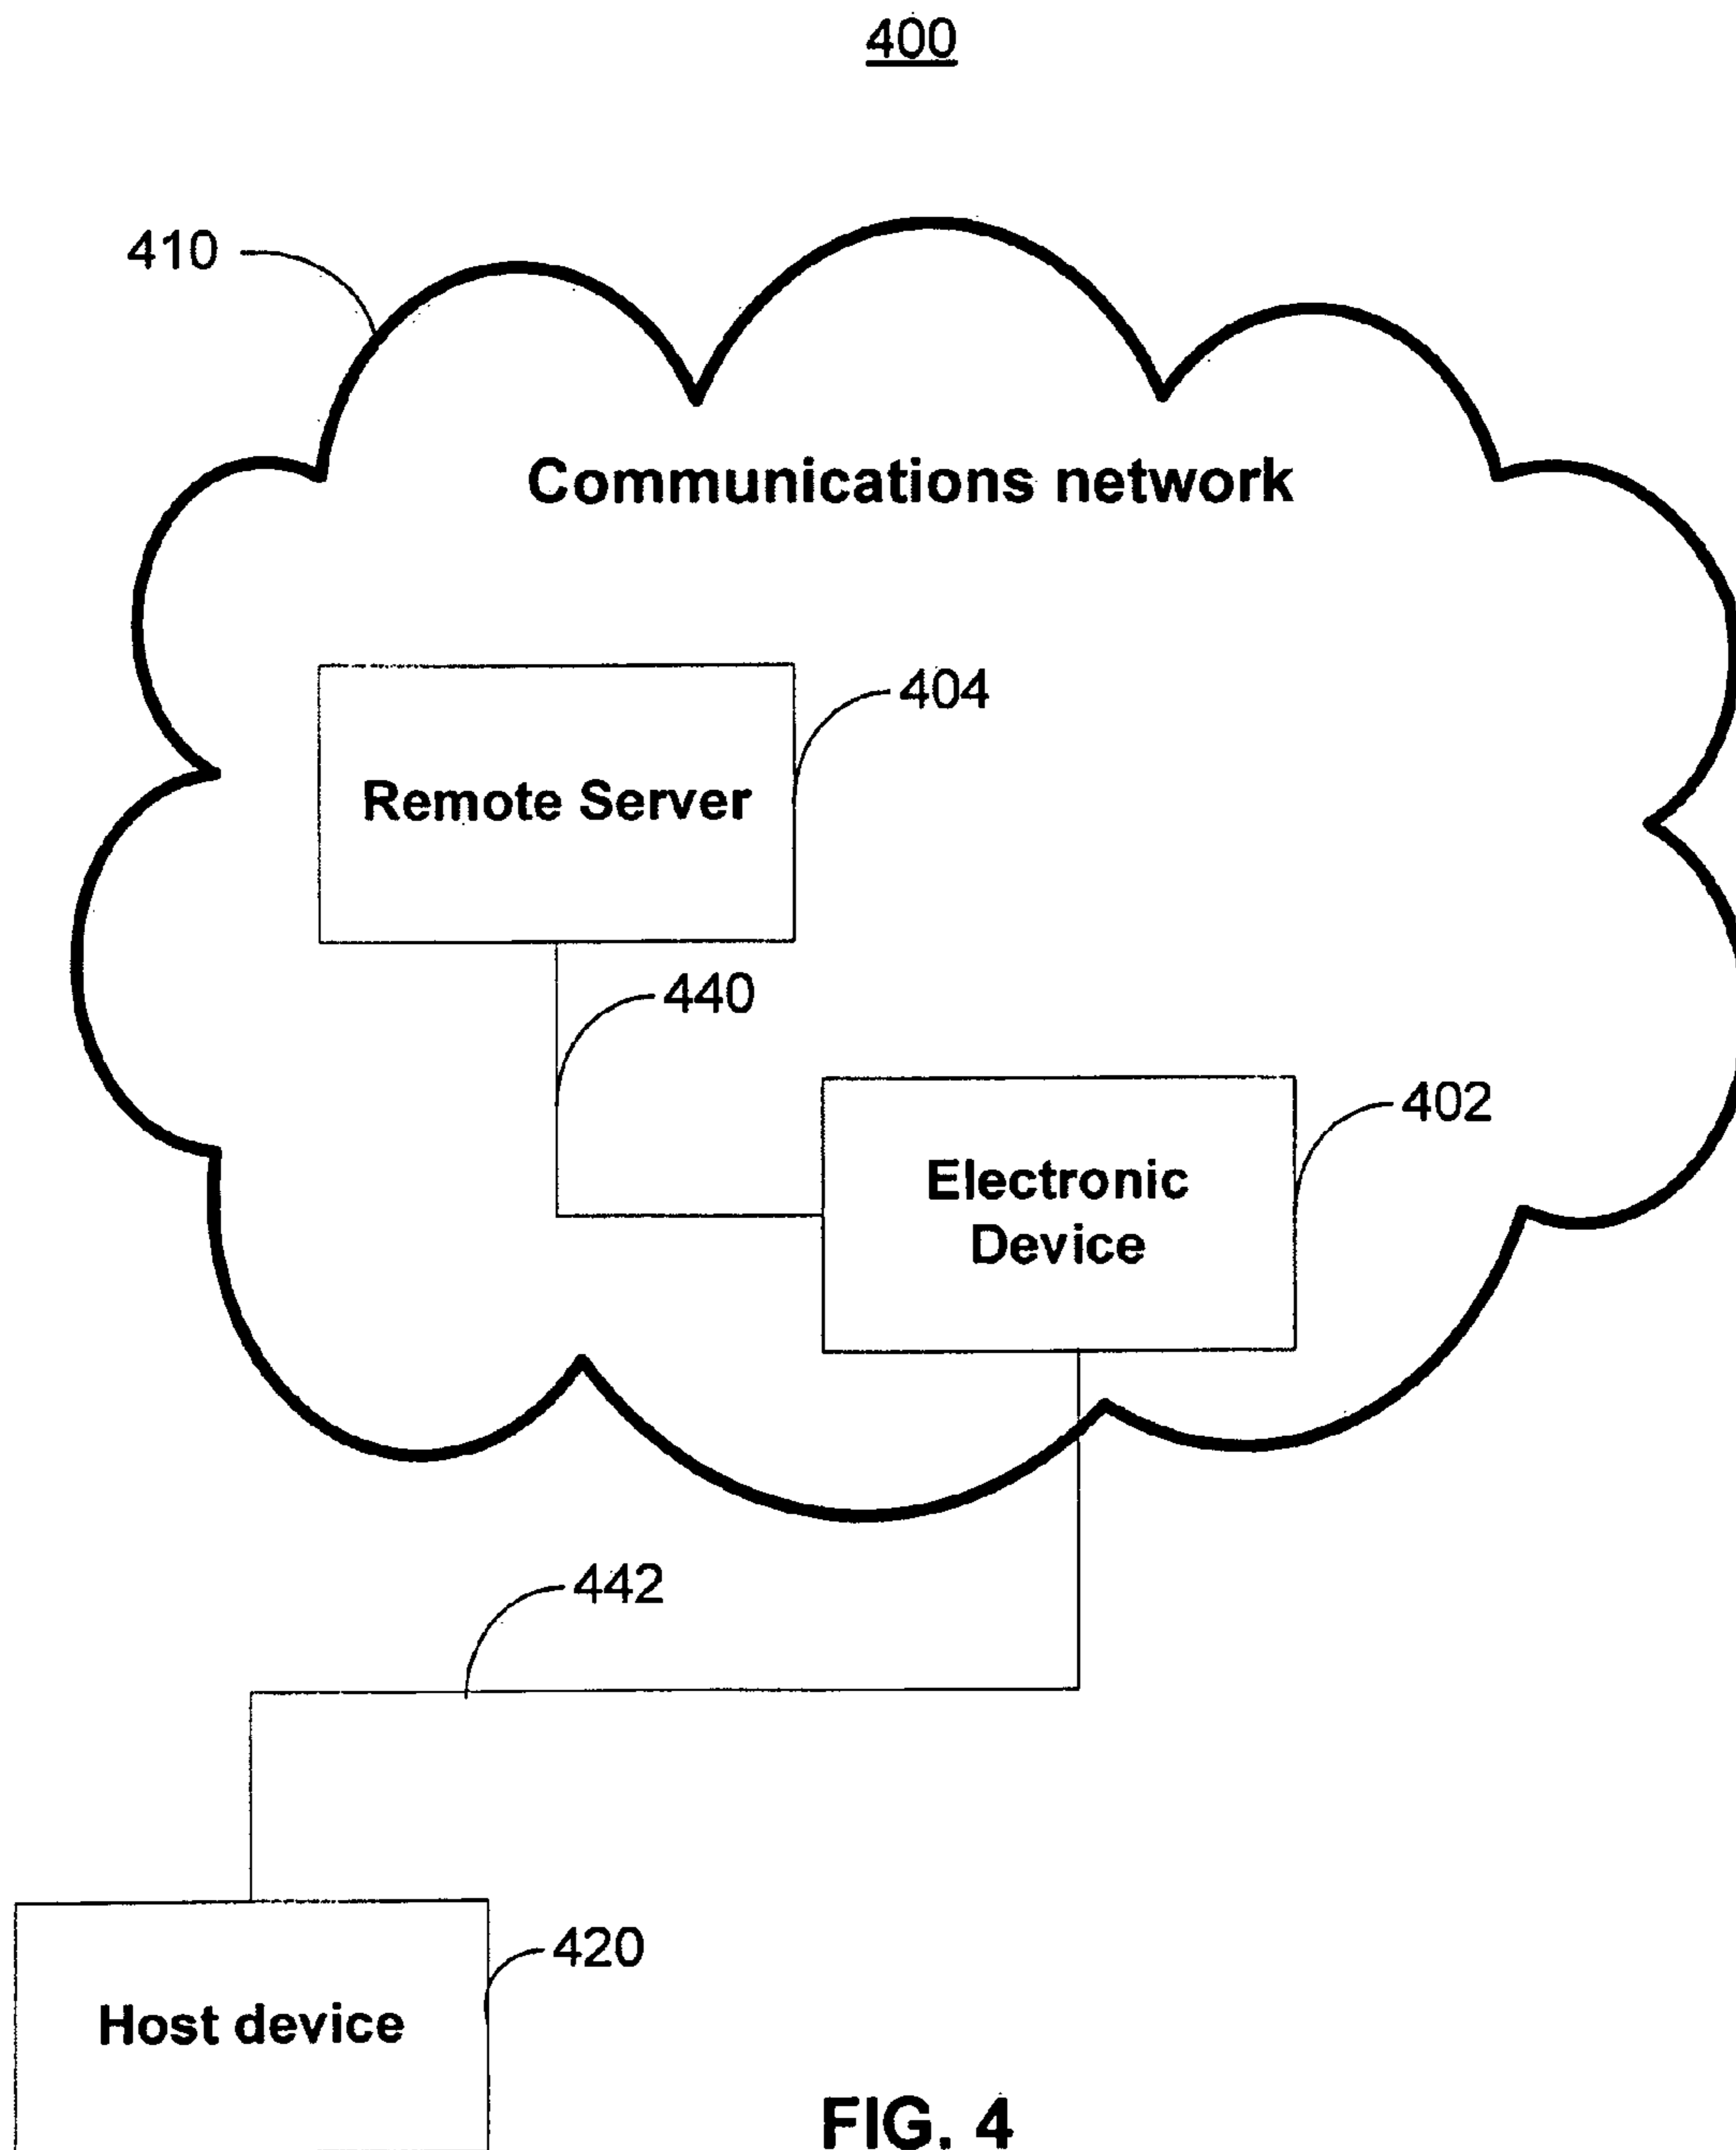 400
410
Communications network
404
Remote Server
440
402
Electronic
Device
442
420
Host device
FIG. 4